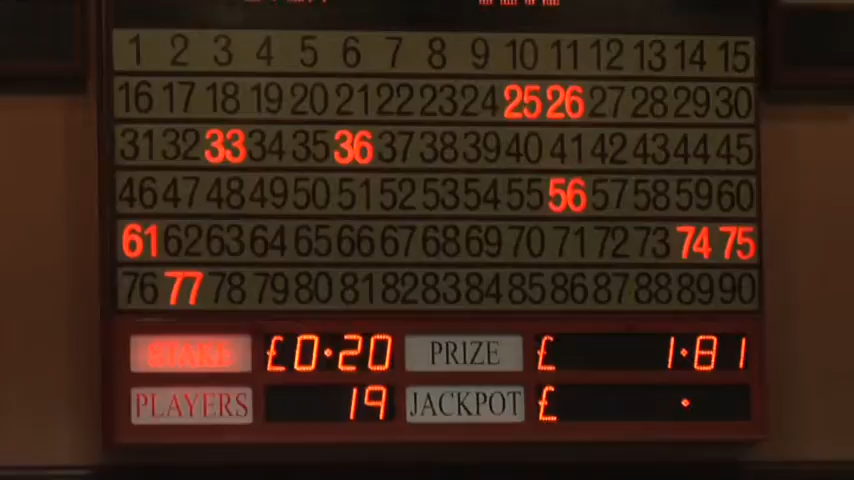 1 2 3 4 5 6 7 8 9 10 11 12 13 14 15
16 17 18 19 20 21 22 23 24 25 26 27 28 29 30
31 32 33 34 35 36 37 38 39 40 41 42 43 44 45
46 47 48 49 50 51 52 53 54 55 56 57 58 59 60
61 62 63 64 65 66 67 68 69 70 71 72 73 74 75
76 77 78 79 80 81 82 83 84 85 86 87 88 89 90
STAKE £0.20 PRIZE £ 1.81
PLAYERS 19 JACKPOT £ .